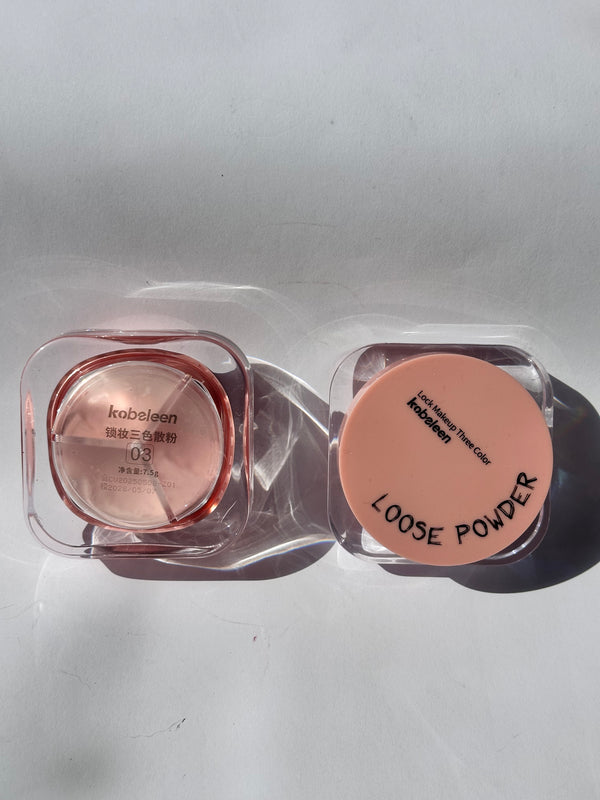 kobeleen
锁妆三色散粉
03
净含量:7.5g
Lock Makeup Three Color
kobeleen
LOOSE POWDER